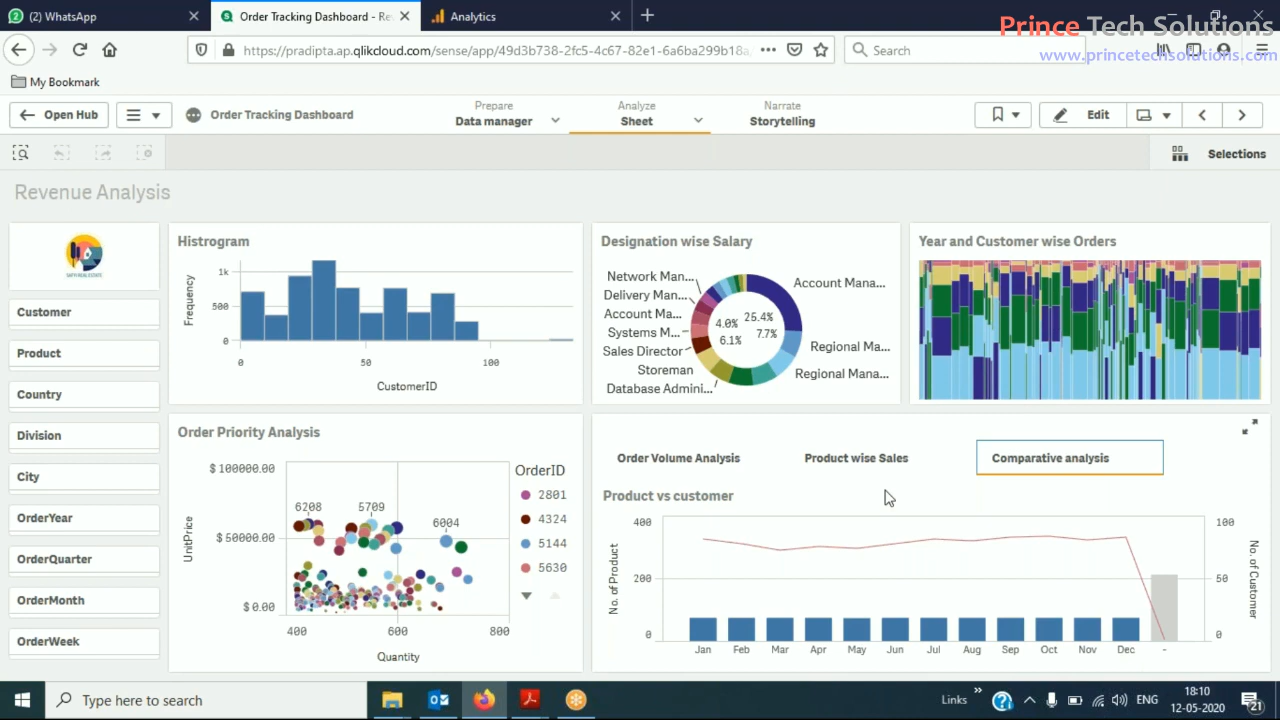 (2) WhatsApp
Order Tracking Dashboard - Re
Analytics
Prince Tech Solutions
https://pradipta.ap.qlikcloud.com/sense/app/49d3b738-2fc5-4c67-82e1-6a6ba299b18a
Search
www.princetechsolutions.com
My Bookmark
Open Hub
Order Tracking Dashboard
Prepare
Data manager
Analyze
Sheet
Narrate
Storytelling
Edit
Selections
Revenue Analysis
Customer
Product
Country
Division
City
OrderYear
OrderQuarter
OrderMonth
OrderWeek
Histrogram
Frequency
1k
500
0
0
50
100
CustomerID
Designation wise Salary
Network Man...
Delivery Man...
Account Ma...
Systems M...
Sales Director
Storeman
Database Admini...
Account Mana...
Regional Ma...
Regional Mana...
4.0%
25.4%
6.1%
7.7%
Year and Customer wise Orders
Order Priority Analysis
UnitPrice
$ 100000.00
$ 50000.00
$ 0.00
6208
5709
6004
400
600
800
Quantity
OrderID
2801
4324
5144
5630
Order Volume Analysis
Product wise Sales
Comparative analysis
Product vs customer
No. of Product
400
200
0
100
50
0
No. of Customer
Jan
Feb
Mar
Apr
May
Jun
Jul
Aug
Sep
Oct
Nov
Dec
-
Type here to search
Links
ENG
18:10
12-05-2020
21